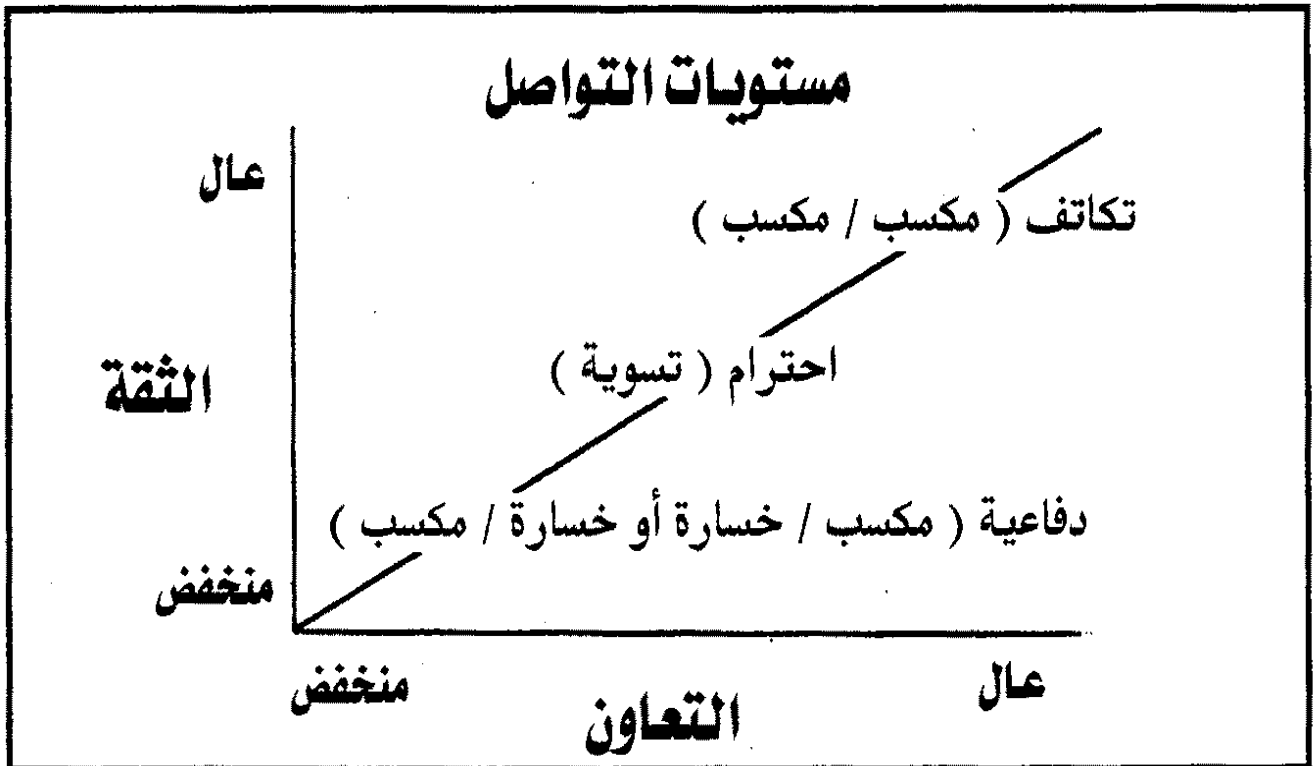 مستويات التواصل
عال
تكاتف ( مكسب / مكسب )
احترام ( تسوية )
الثقة
دفاعية ( مكسب / خسارة أو خسارة / مكسب )
منخفض
منخفض
عال
التعاون